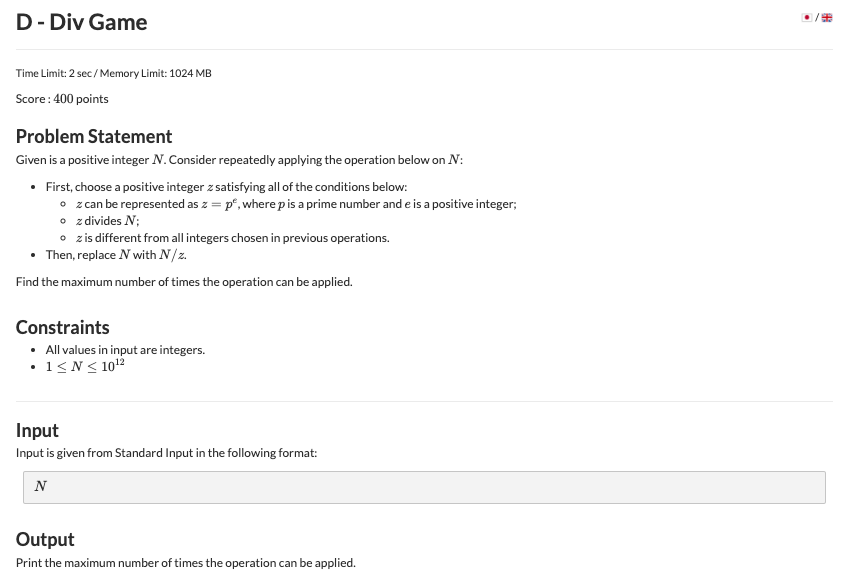 D - Div Game
/
Time Limit: 2 sec / Memory Limit: 1024 MB
Score : 400 points
Problem Statement
Given is a positive integer N. Consider repeatedly applying the operation below on N:
• First, choose a positive integer z satisfying all of the conditions below:
◦ z can be represented as z = p^e, where p is a prime number and e is a positive integer;
◦ z divides N;
◦ z is different from all integers chosen in previous operations.
• Then, replace N with N/z.
Find the maximum number of times the operation can be applied.
Constraints
• All values in input are integers.
• 1 ≤ N ≤ 10^12
Input
Input is given from Standard Input in the following format:
N
Output
Print the maximum number of times the operation can be applied.